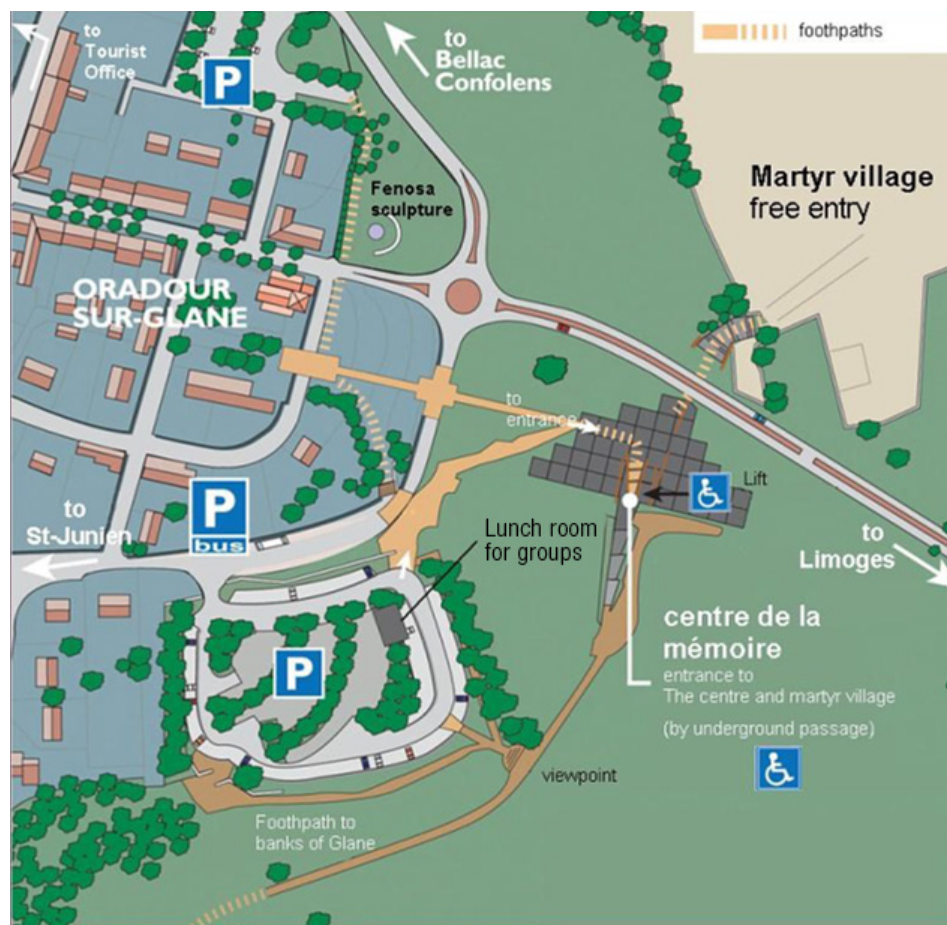 to
Tourist
Office
P
to
Bellac
Confolens
footpaths
Fenosa
sculpture
Martyr village
free entry
ORADOUR
SUR-GLANE
to
entrance
P
bus
to
St-Junien
Lunch room
for groups
Lift
to
Limoges
P
centre de la
mémoire
entrance to
The centre and martyr village
(by underground passage)
viewpoint
Foothpath to
banks of Glane